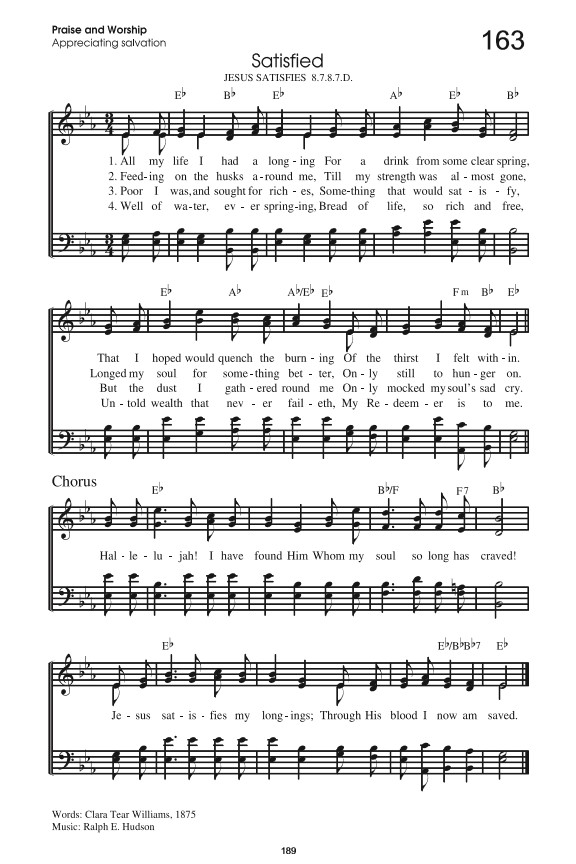 Praise and Worship
Appreciating salvation
163
Satisfied
JESUS SATISFIES 8.7.8.7.D.
E♭ B♭ E♭ A♭ E♭ B♭
1. All my life I had a long-ing For a drink from some clear spring,
2. Feed-ing on the husks a-round me, Till my strength was al-most gone,
3. Poor I was, and sought for rich-es, Some-thing that would sat-is-fy,
4. Well of wa-ter, ev-er spring-ing, Bread of life, so rich and free,
E♭ A♭ A♭/E♭ E♭ Fm B♭ E♭
That I hoped would quench the burn-ing Of the thirst I felt with-in.
Longed my soul for some-thing bet-ter, On-ly still to hun-ger on.
But the dust I gath-ered round me On-ly mocked my soul's sad cry.
Un-told wealth that nev-er fail-eth, My Re-deem-er is to me.
Chorus
E♭ B♭/F F7 B♭
Hal-le-lu-jah! I have found Him Whom my soul so long has craved!
E♭ E♭/B♭ B♭7 E♭
Je-sus sat-is-fies my long-ings; Through His blood I now am saved.
Words: Clara Tear Williams, 1875
Music: Ralph E. Hudson
189